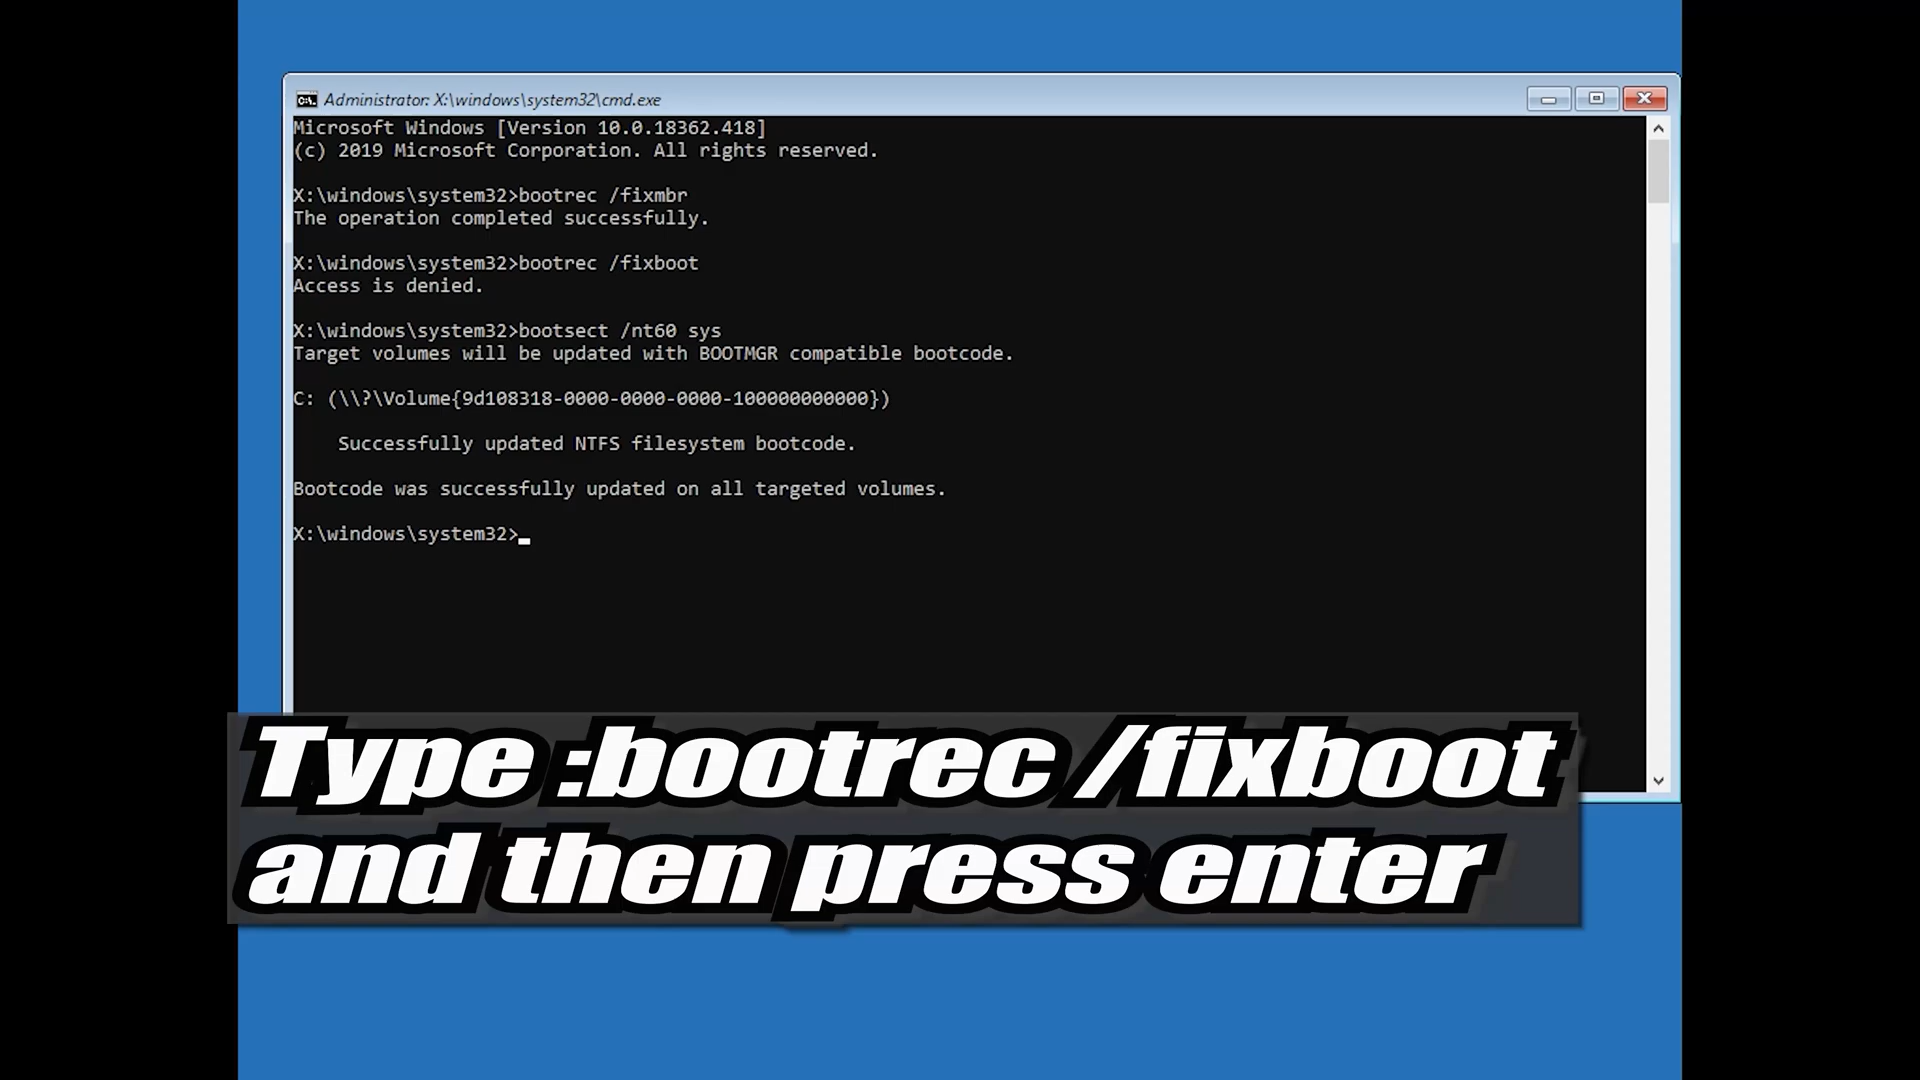 Administrator: X:\windows\system32\cmd.exe
Microsoft Windows [Version 10.0.18362.418]
(c) 2019 Microsoft Corporation. All rights reserved.
X:\windows\system32>bootrec /fixmbr
The operation completed successfully.
X:\windows\system32>bootrec /fixboot
Access is denied.
X:\windows\system32>bootsect /nt60 sys
Target volumes will be updated with BOOTMGR compatible bootcode.
C: (\\?\Volume{9d108318-0000-0000-0000-100000000000})
Successfully updated NTFS filesystem bootcode.
Bootcode was successfully updated on all targeted volumes.
X:\windows\system32>
Type :bootrec /fixboot
and then press enter